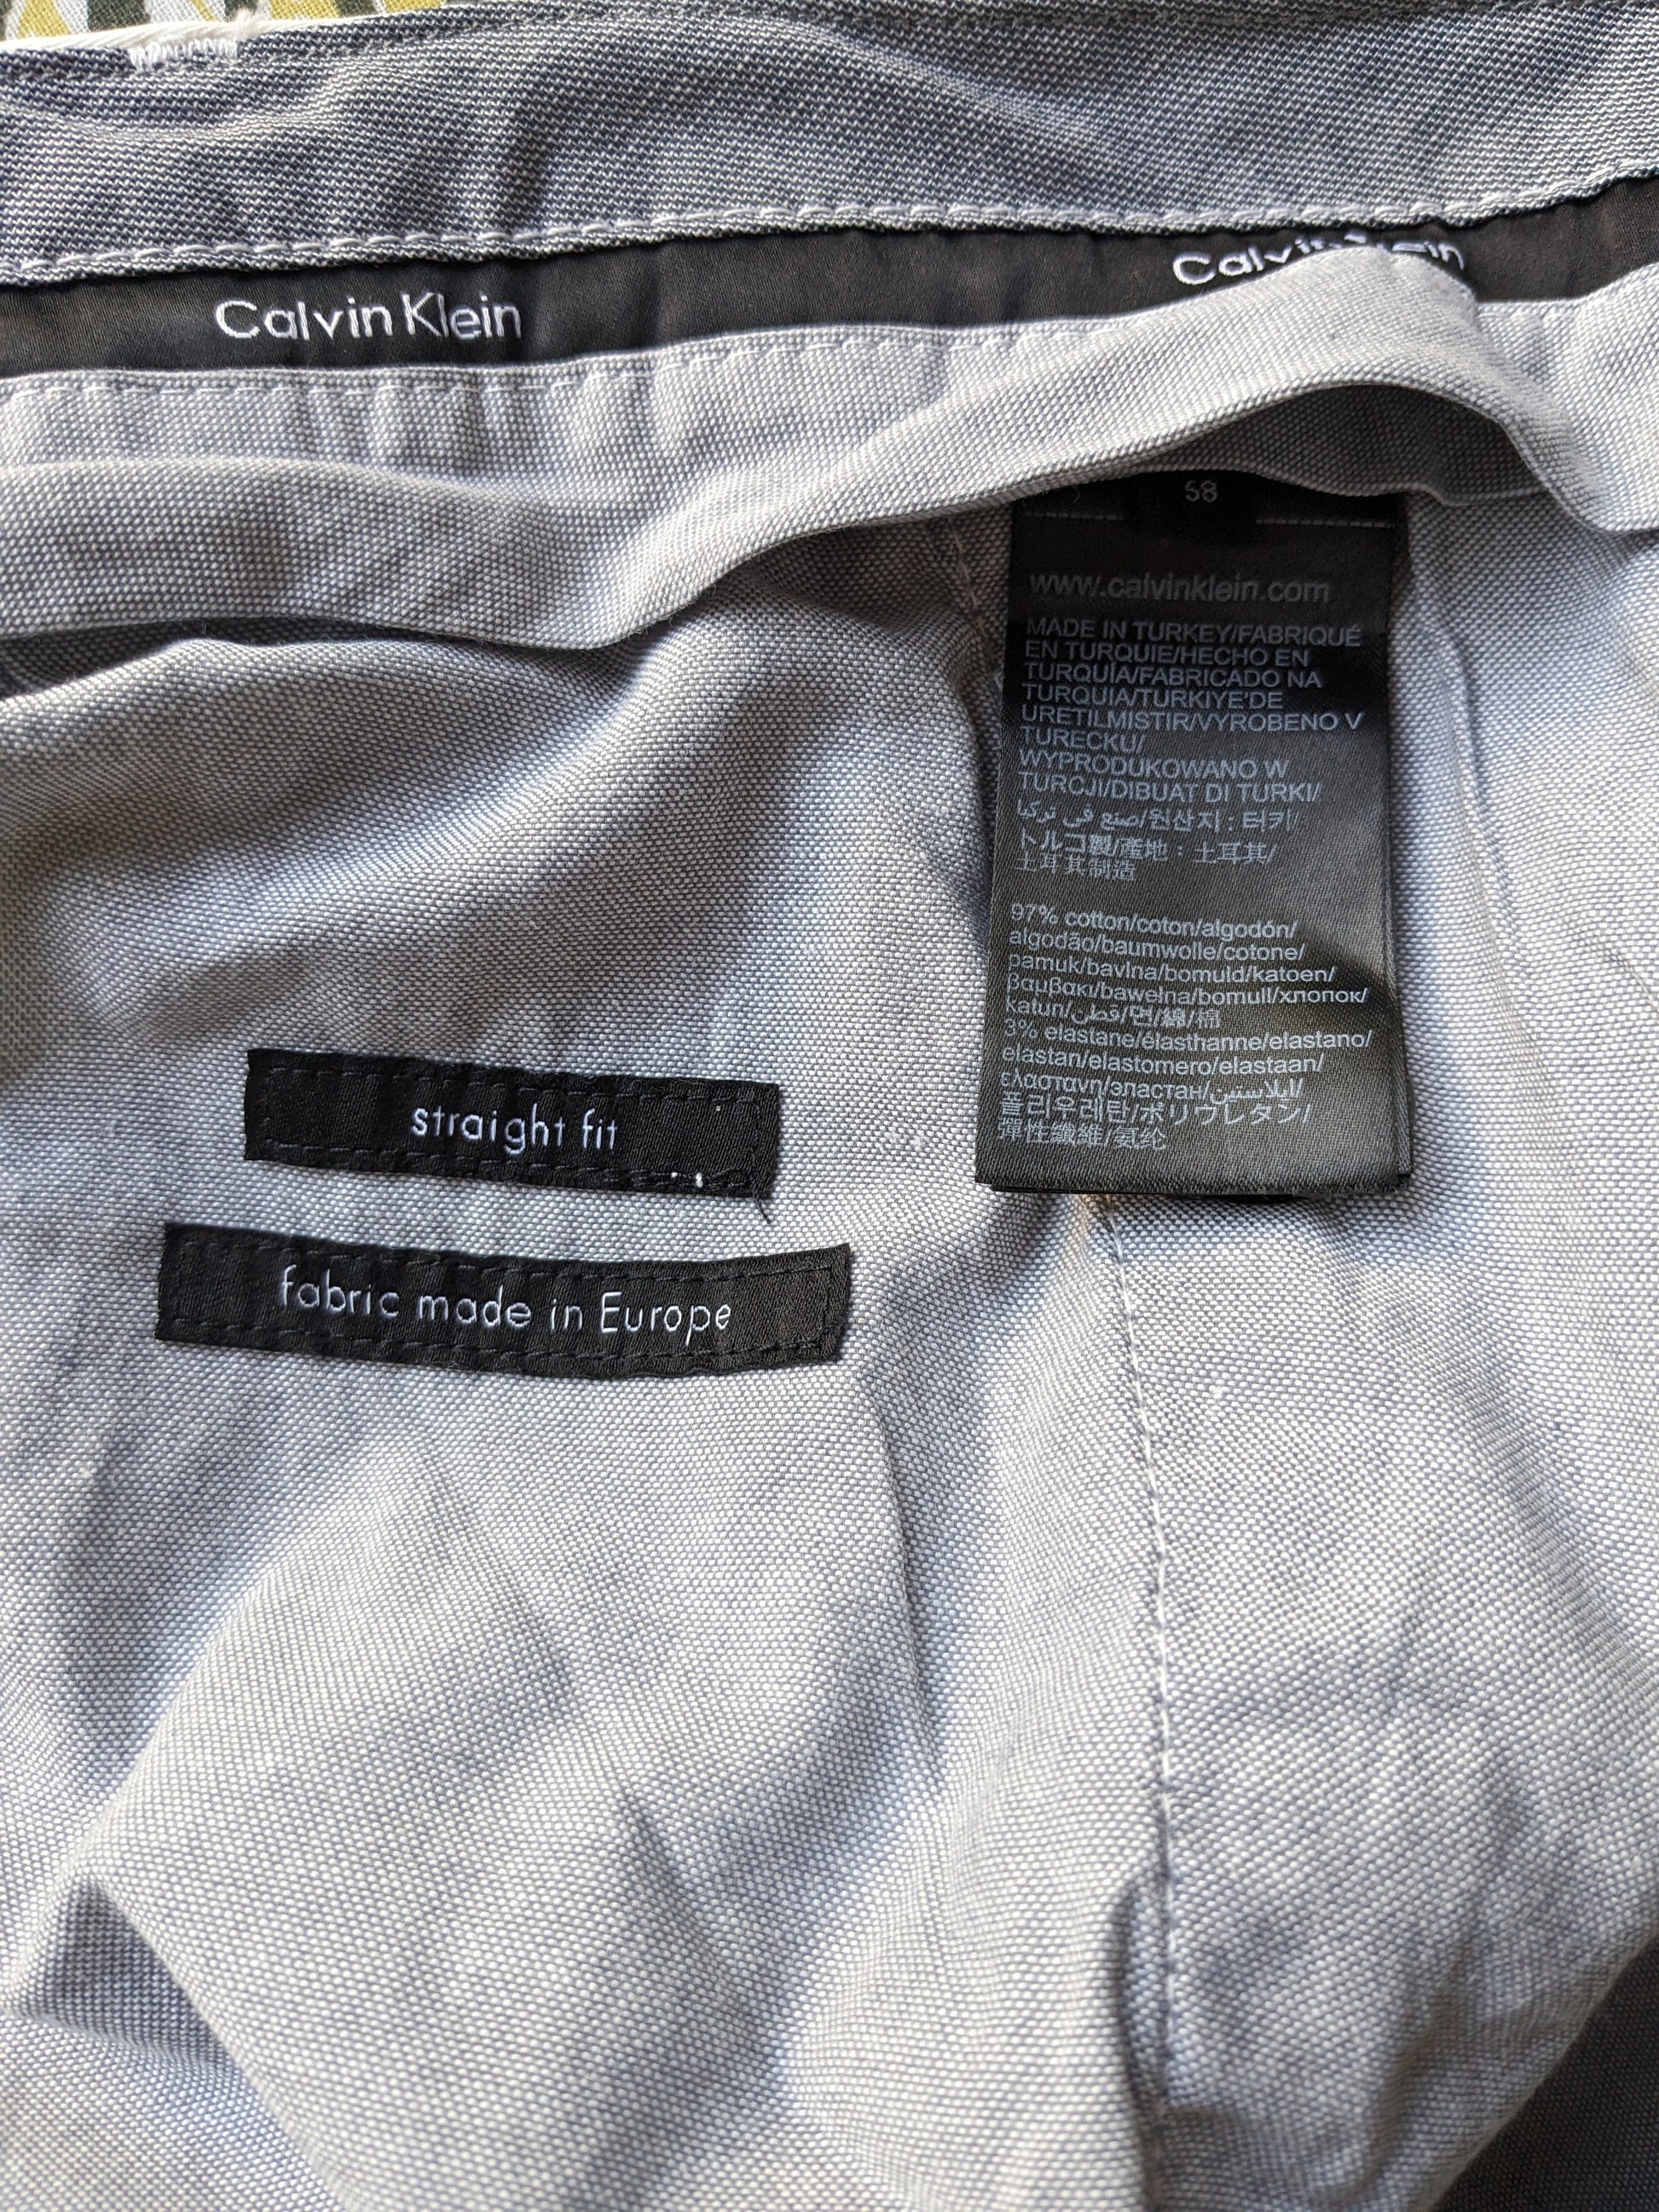 Calvin Klein
Calvin Klein
58
www.calvinklein.com
MADE IN TURKEY/FABRIQUÉ
EN TURQUIE/HECHO EN
TURQUÍA/FABRICADO NA
TURQUIA/TURKIYE'DE
URETILMISTIR/VYROBENO V
TURECKU/
WYPRODUKOWANO W
TURCJI/DIBUAT DI TURKI/
صنع في تركيا/원산지 : 터키/
トルコ製/產地：土耳其/
土耳其制造
97% cotton/coton/algodón/
algodão/baumwolle/cotone/
pamuk/bavlna/bomuld/katoen/
βαμβακι/bawełna/bomull/хлопок/
katun/قطن/면/綿/棉
3% elastane/élasthanne/elastano/
elastan/elastomero/elastaan/
ελαστανη/эластан/ايلاستين/
폴리우레탄/ポリウレタン/
彈性纖維/氨纶
straight fit
fabric made in Europe